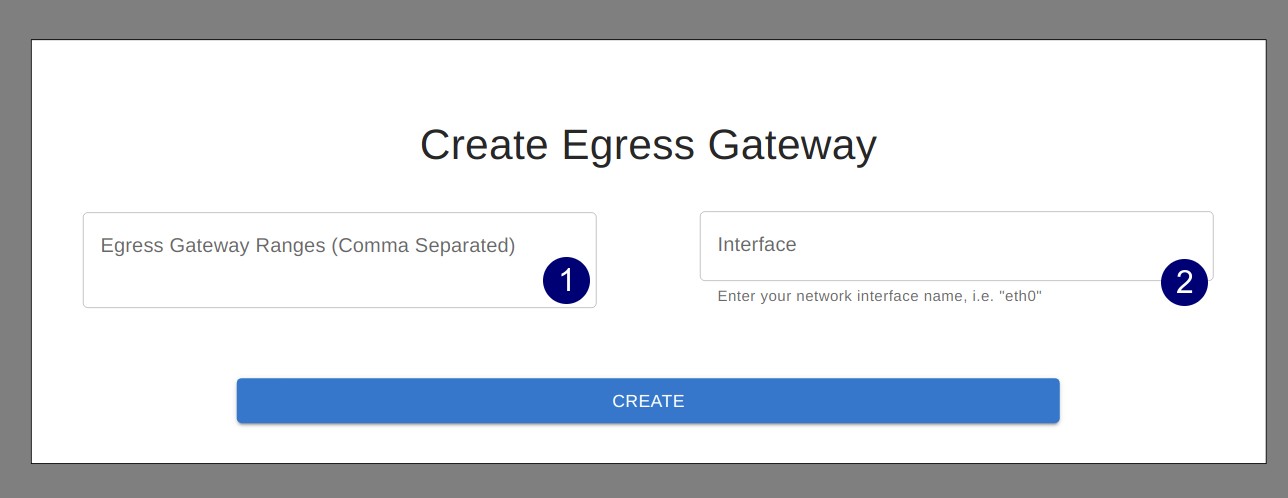 Create Egress Gateway
Egress Gateway Ranges (Comma Separated)
1
Interface
2
Enter your network interface name, i.e. "eth0"
CREATE